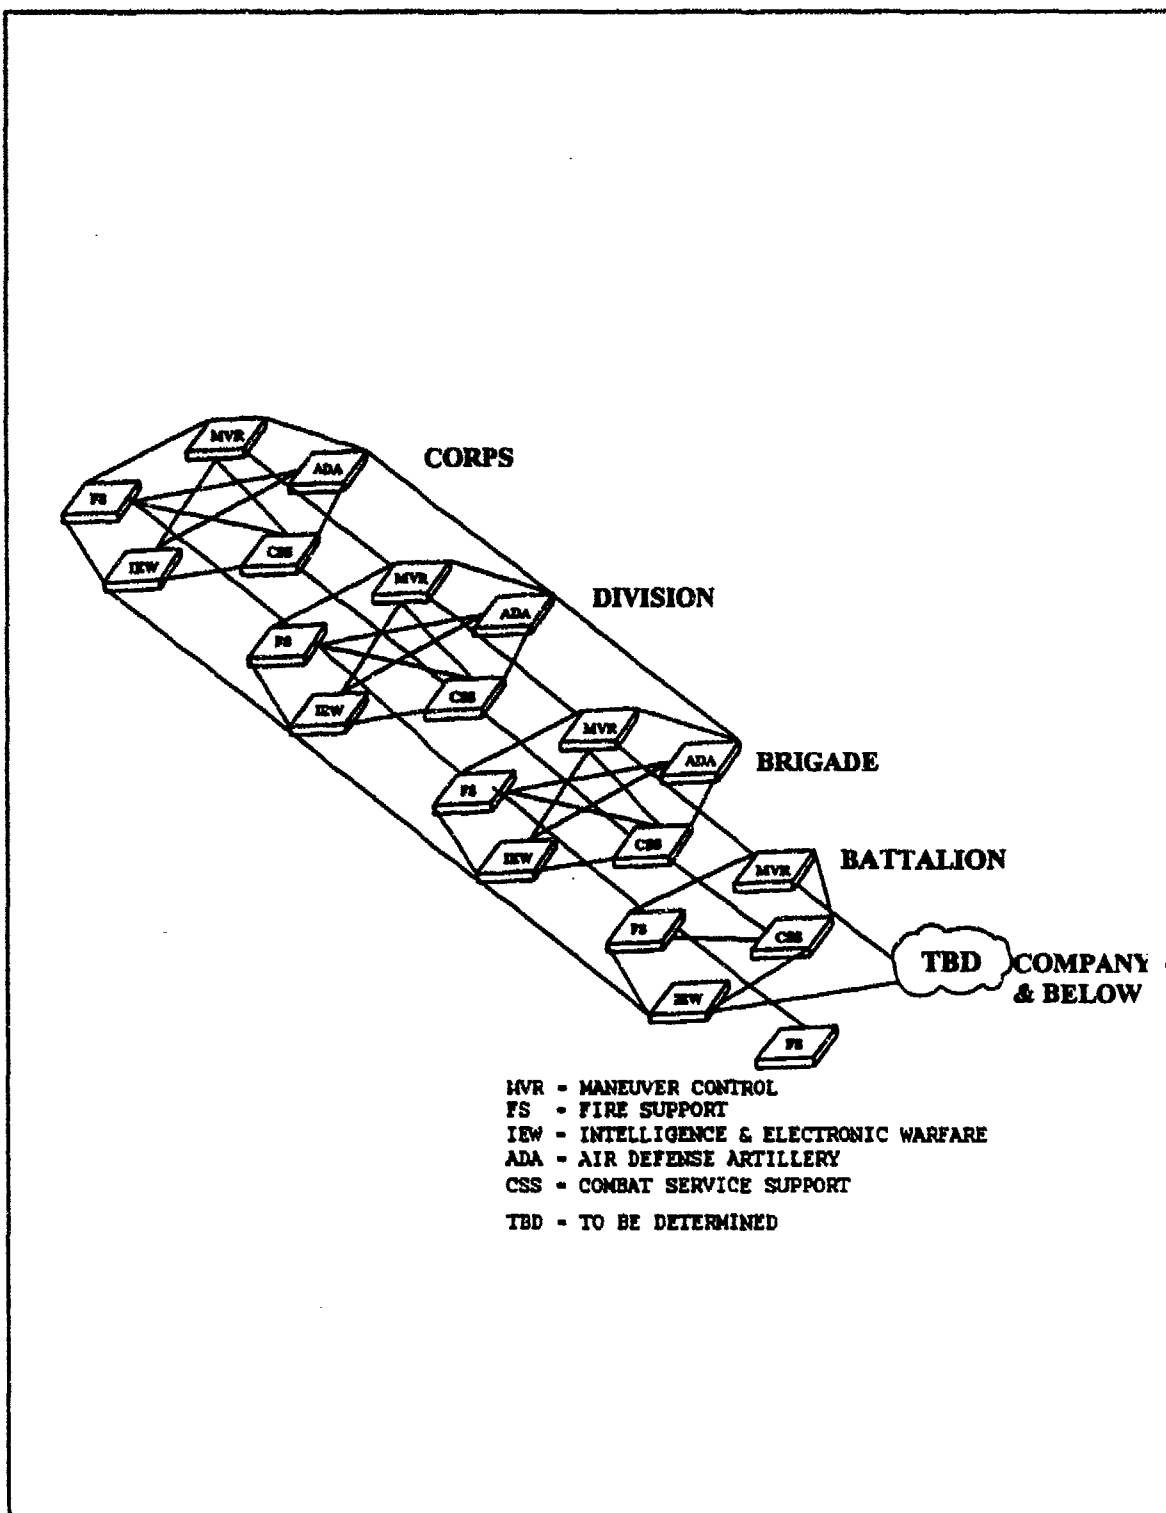 MVR
CORPS
ADA
FS
CSS
IEW
MVR
DIVISION
ADA
FS
CSS
IEW
MVR
BRIGADE
ADA
FS
CSS
IEW
BATTALION
MVR
FS
CSS
TBD
COMPANY
& BELOW
IEW
FS
MVR - MANEUVER CONTROL
FS - FIRE SUPPORT
IEW - INTELLIGENCE & ELECTRONIC WARFARE
ADA - AIR DEFENSE ARTILLERY
CSS - COMBAT SERVICE SUPPORT
TBD - TO BE DETERMINED